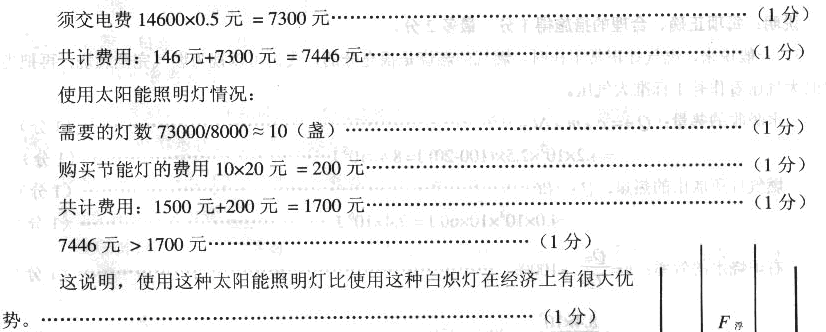 须交电费 14600×0.5 元 = 7300 元……………………（1 分）
共计费用：146 元+7300 元 = 7446 元……………………（1 分）
使用太阳能照明灯情况：
需要的灯数 73000/8000 ≈ 10（盏）……………………（1 分）
购买节能灯的费用 10×20 元 = 200 元……………………（1 分）
共计费用：1500 元+200 元 = 1700 元……………………（1 分）
7446 元 > 1700 元……………………（1 分）
这说明，使用这种太阳能照明灯比使用这种白炽灯在经济上有很大优
势。……………………（1 分）
F 浮